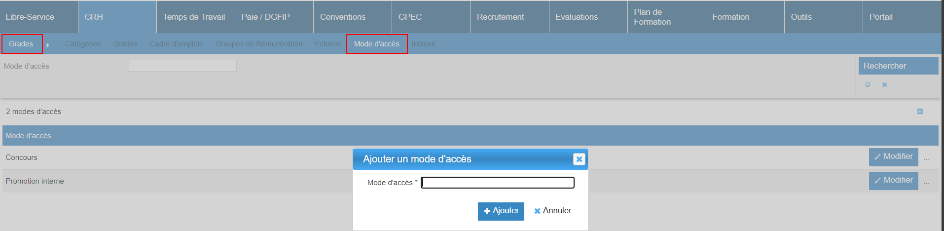 Libre-Service GRH Temps de Travail Paie / DGFIP Conventions GPEC Recrutement Evaluations Plan de Formation Formation Outils Portail
Grades Catégories Grades Cadre d'emplois Groupes de Rémunération Echelon Mode d'accès Indices
Mode d'accès Rechercher
2 modes d'accès
Mode d'accès
Concours Modifier ...
Promotion interne Modifier ...
Ajouter un mode d'accès
Mode d'accès *
Ajouter Annuler